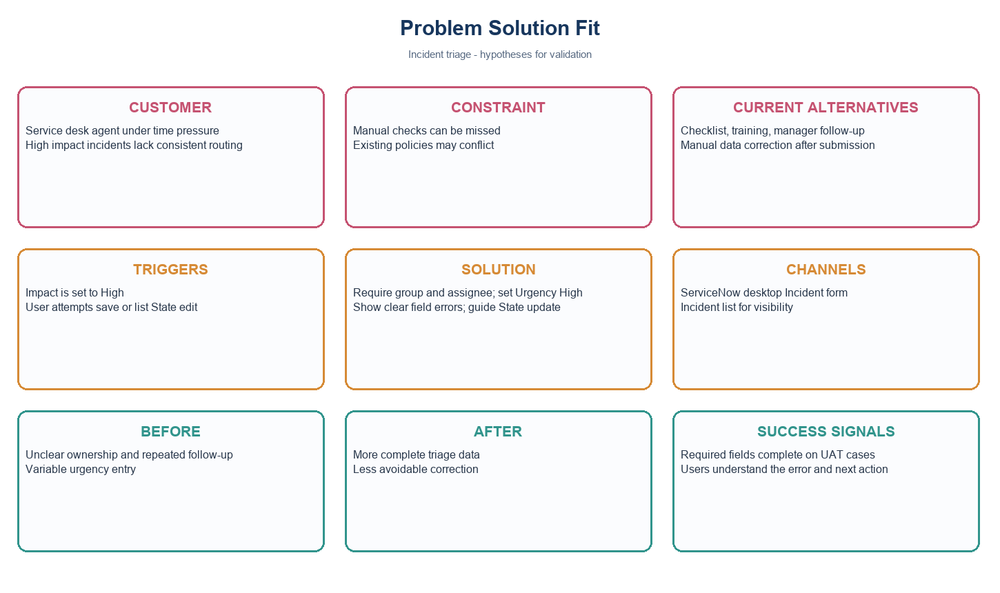 Problem Solution Fit
Incident triage - hypotheses for validation
CUSTOMER
Service desk agent under time pressure
High impact incidents lack consistent routing
CONSTRAINT
Manual checks can be missed
Existing policies may conflict
CURRENT ALTERNATIVES
Checklist, training, manager follow-up
Manual data correction after submission
TRIGGERS
Impact is set to High
User attempts save or list State edit
SOLUTION
Require group and assignee; set Urgency High
Show clear field errors; guide State update
CHANNELS
ServiceNow desktop Incident form
Incident list for visibility
BEFORE
Unclear ownership and repeated follow-up
Variable urgency entry
AFTER
More complete triage data
Less avoidable correction
SUCCESS SIGNALS
Required fields complete on UAT cases
Users understand the error and next action